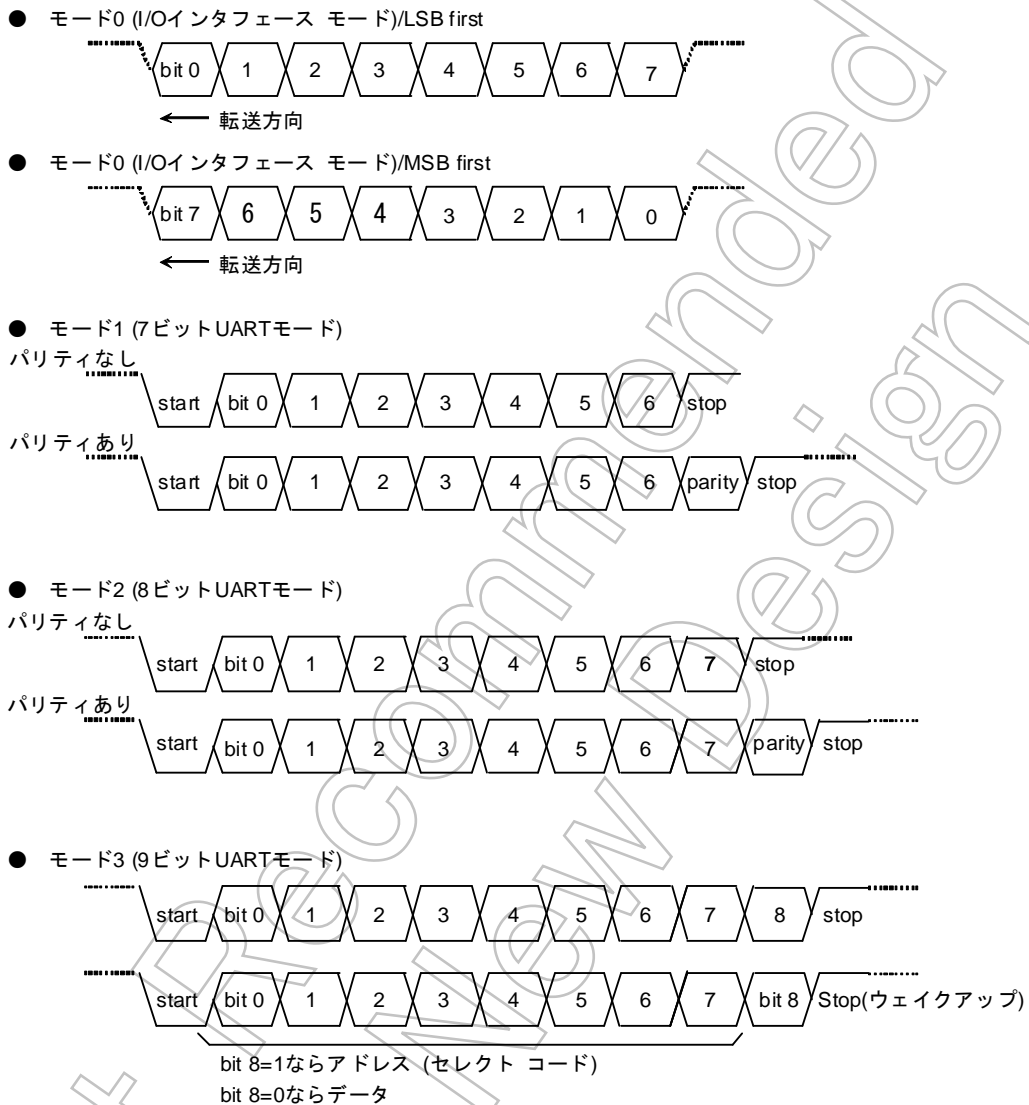 ● モード0 (I/Oインタフェース モード)/LSB first
bit 0 1 2 3 4 5 6 7
← 転送方向
● モード0 (I/Oインタフェース モード)/MSB first
bit 7 6 5 4 3 2 1 0
← 転送方向
● モード1 (7ビットUARTモード)
パリティなし
start bit 0 1 2 3 4 5 6 stop
パリティあり
start bit 0 1 2 3 4 5 6 parity stop
● モード2 (8ビットUARTモード)
パリティなし
start bit 0 1 2 3 4 5 6 7 stop
パリティあり
start bit 0 1 2 3 4 5 6 7 parity stop
● モード3 (9ビットUARTモード)
start bit 0 1 2 3 4 5 6 7 8 stop
start bit 0 1 2 3 4 5 6 7 bit 8 Stop(ウェイクアップ)
bit 8=1ならアドレス (セレクト コード)
bit 8=0ならデータ
t Recommended
New Design